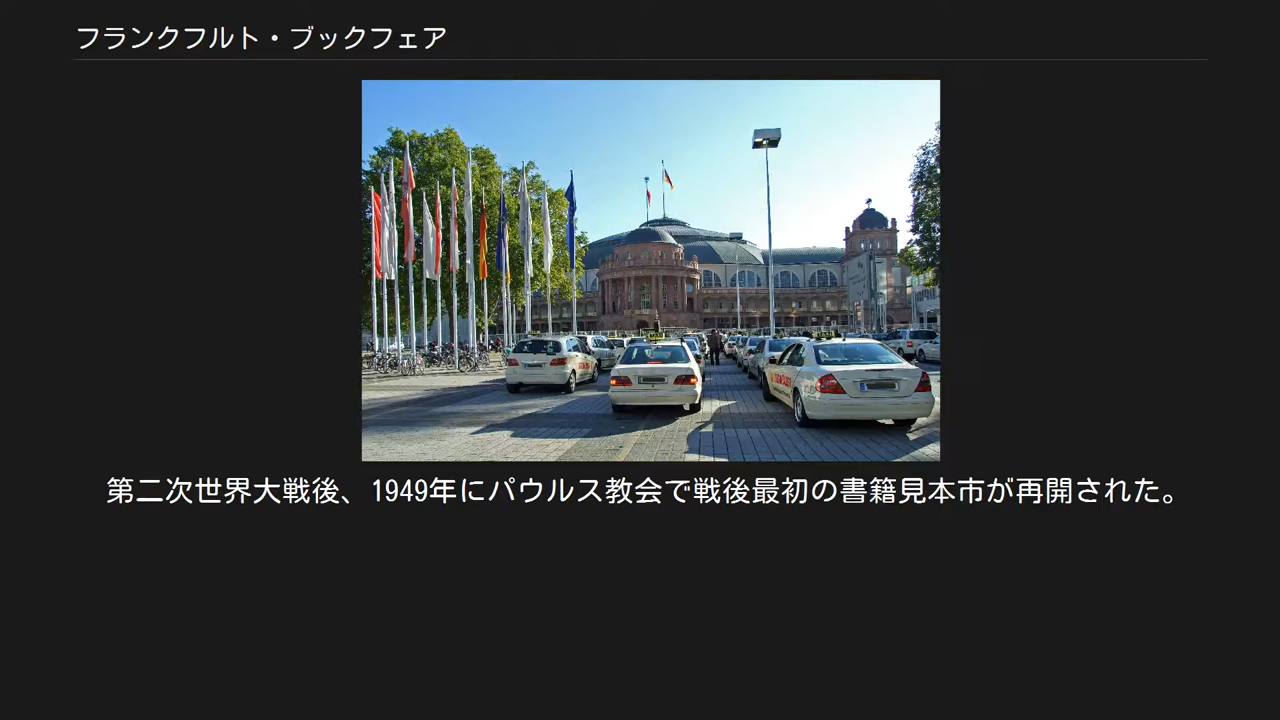 フランクフルト・ブックフェア
第二次世界大戦後、1949年にパウルス教会で戦後最初の書籍見本市が再開された。